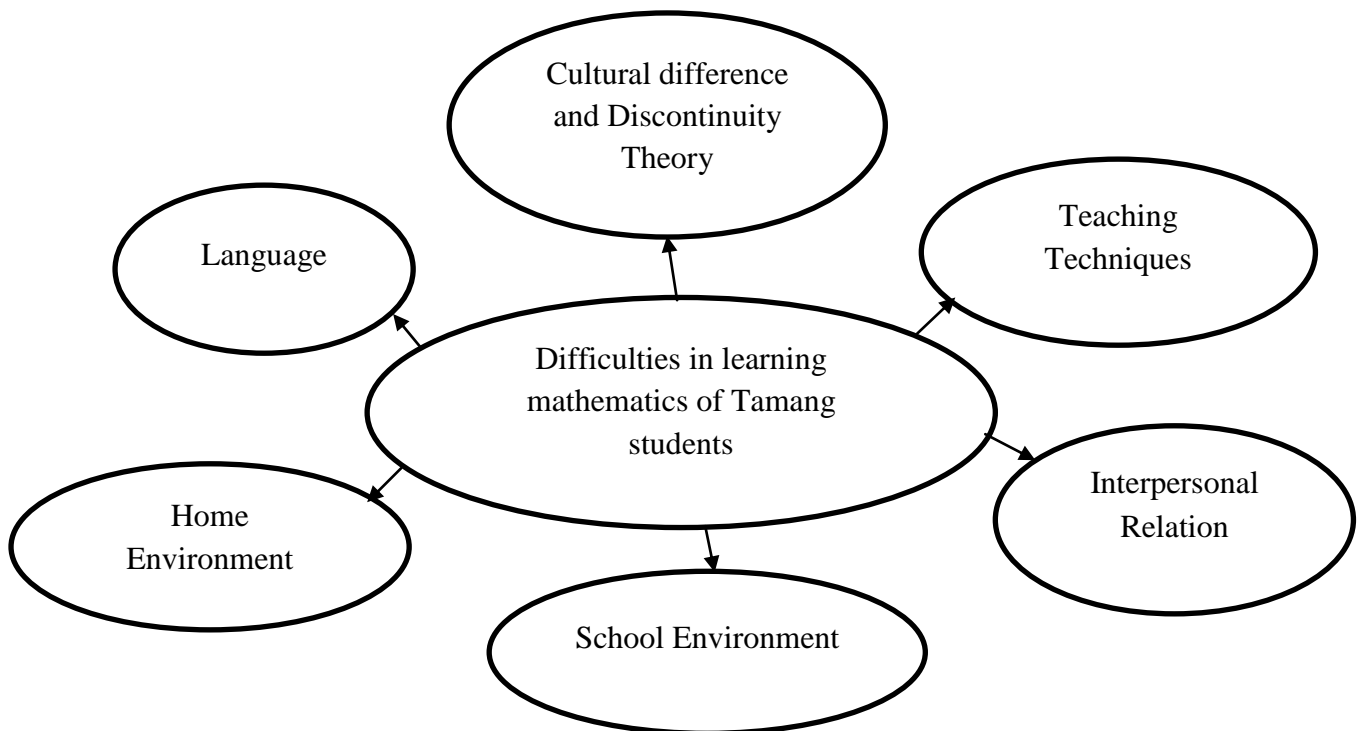 Cultural difference
and Discontinuity
Theory
Language
Teaching
Techniques
Difficulties in learning
mathematics of Tamang
students
Home
Environment
Interpersonal
Relation
School Environment